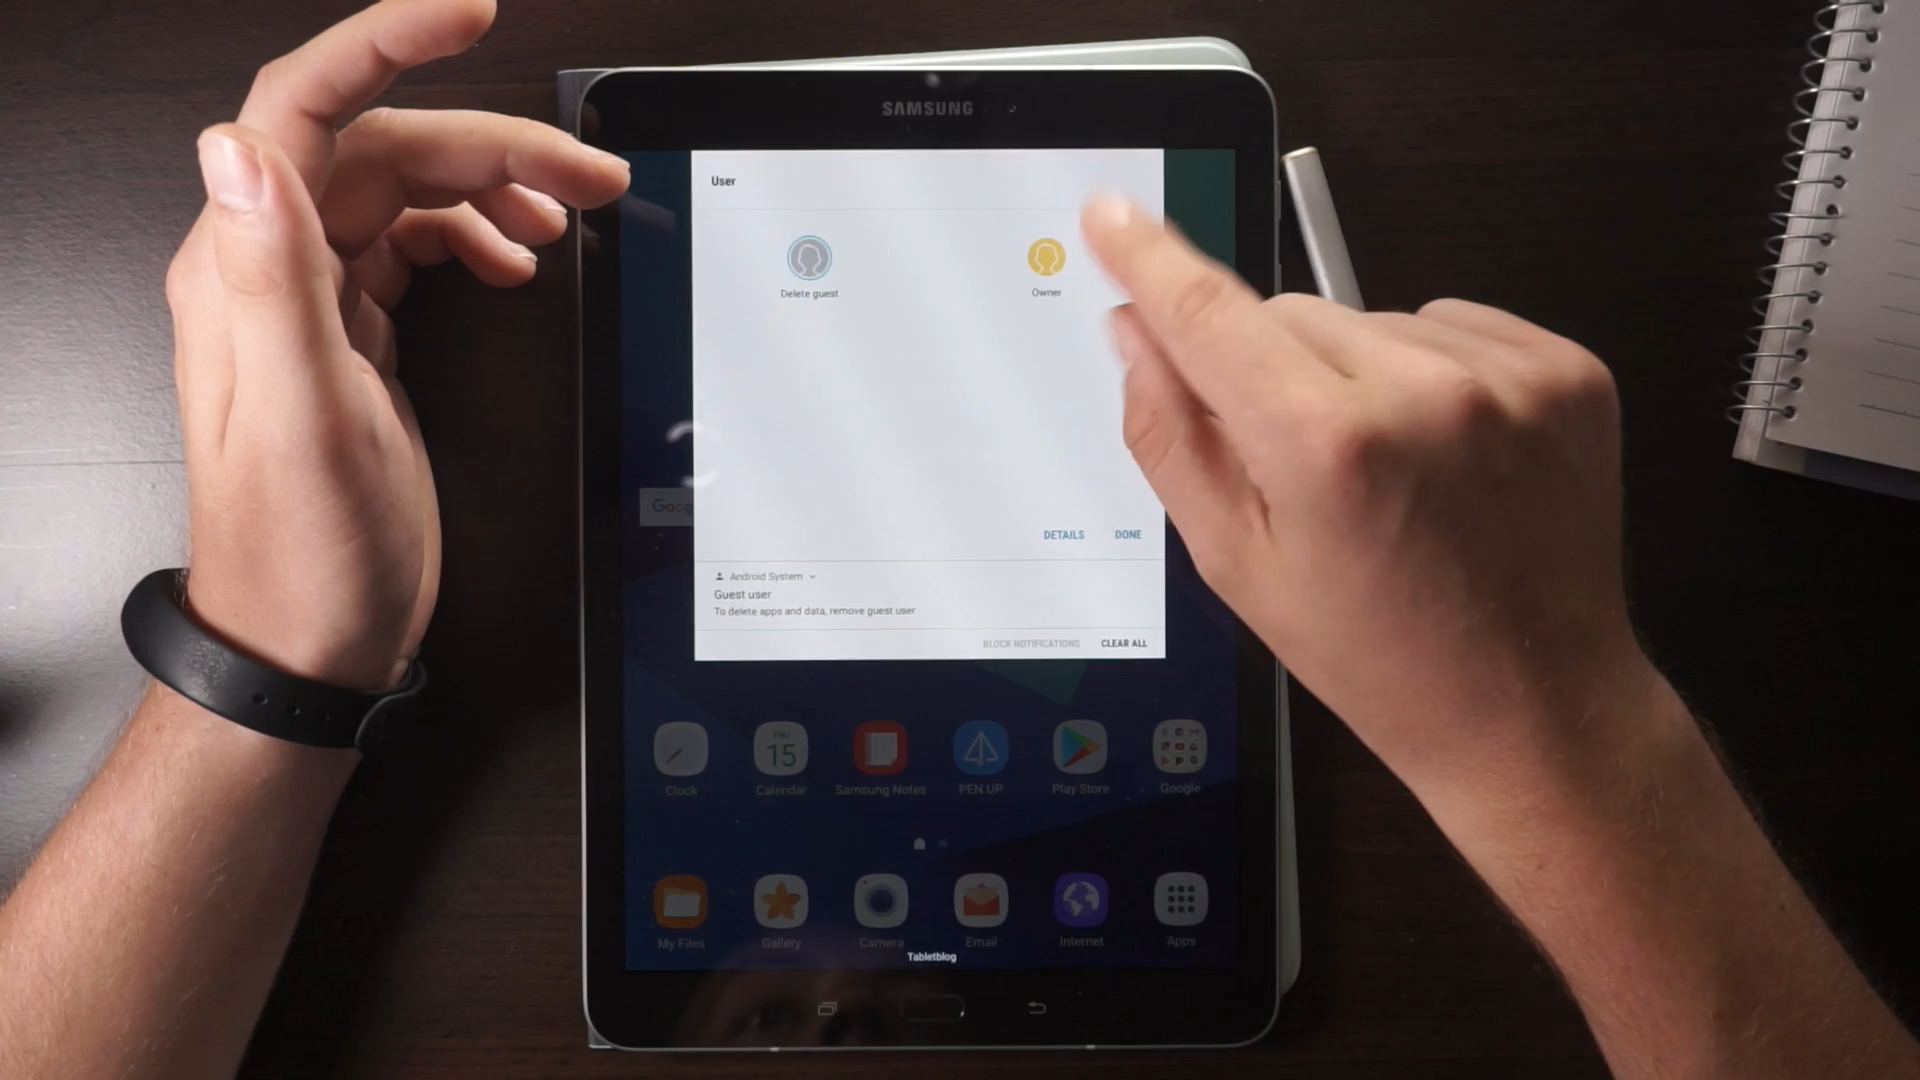 SAMSUNG
User
Delete guest
Owner
Goog
DETAILS
DONE
Android System
Guest user
To delete apps and data, remove guest user
BLOCK NOTIFICATIONS
CLEAR ALL
THU
15
Clock
Calendar
Samsung Notes
PEN UP
Play Store
Google
My Files
Gallery
Camera
Email
Internet
Apps
Tabletblog